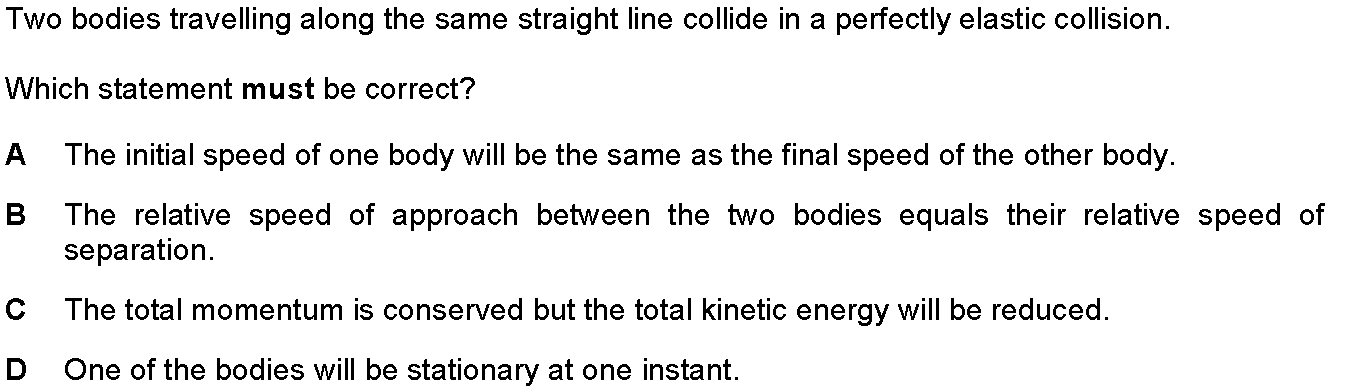 Two bodies travelling along the same straight line collide in a perfectly elastic collision.
Which statement must be correct?
A The initial speed of one body will be the same as the final speed of the other body.
B The relative speed of approach between the two bodies equals their relative speed of
separation.
C The total momentum is conserved but the total kinetic energy will be reduced.
D One of the bodies will be stationary at one instant.